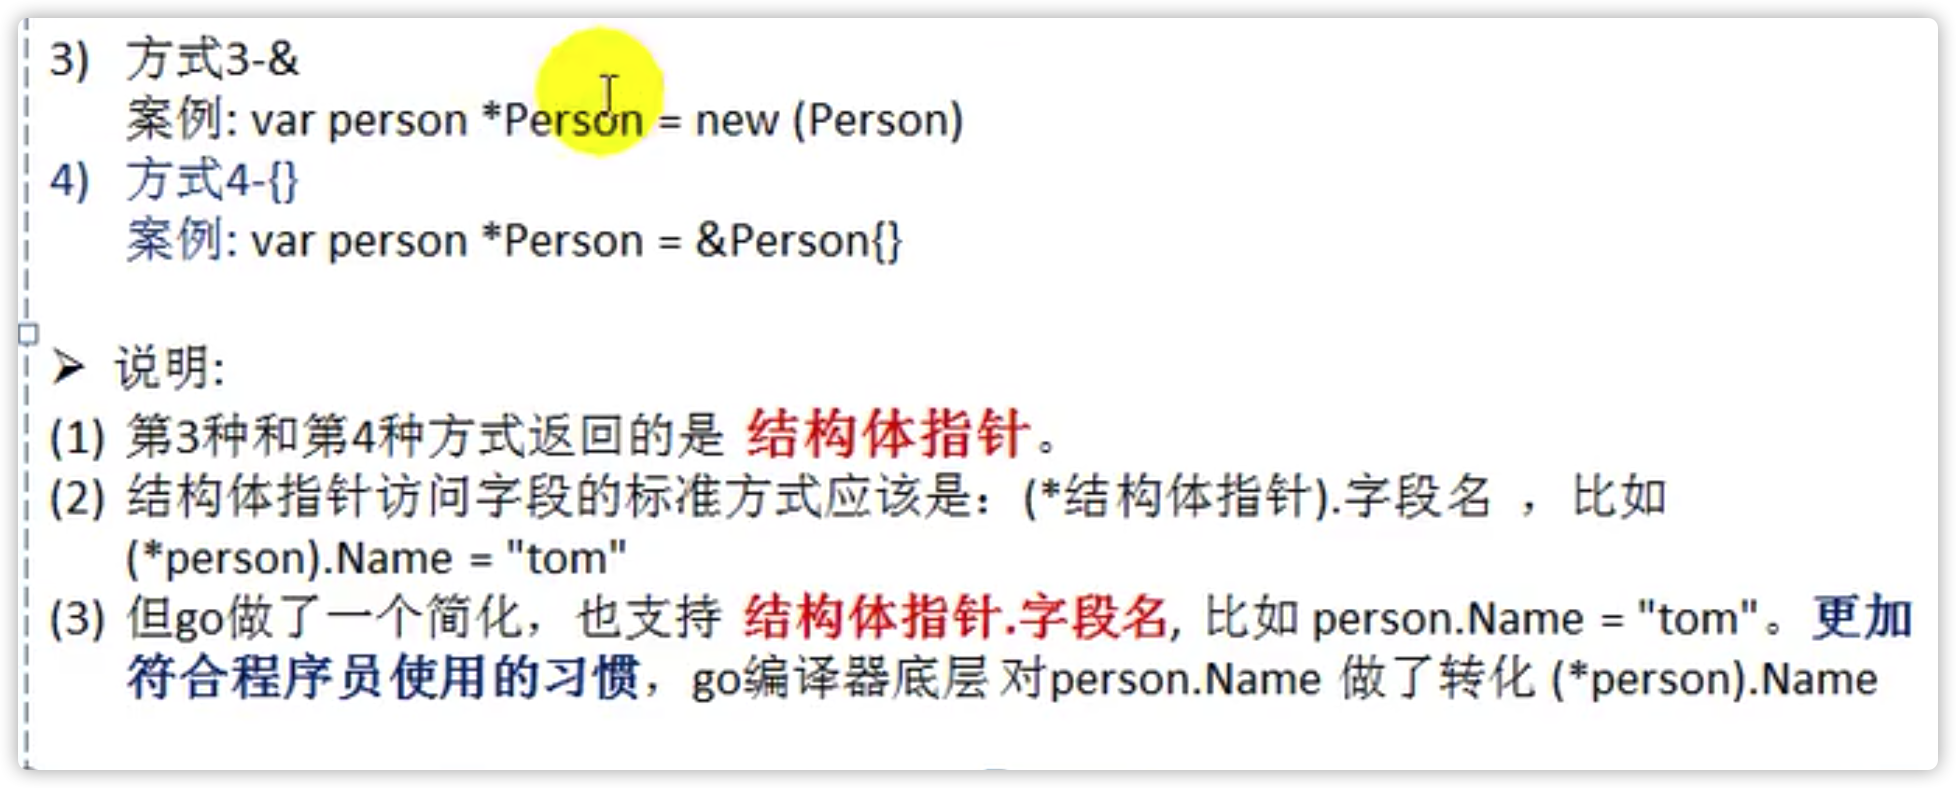 3) 方式3-&
案例: var person *Person = new (Person)
4) 方式4-{}
案例: var person *Person = &Person{}
➢ 说明:
(1) 第3种和第4种方式返回的是 结构体指针。
(2) 结构体指针访问字段的标准方式应该是：(*结构体指针).字段名 ，比如
(*person).Name = "tom"
(3) 但go做了一个简化，也支持 结构体指针.字段名, 比如 person.Name = "tom"。更加
符合程序员使用的习惯，go编译器底层 对person.Name 做了转化 (*person).Name